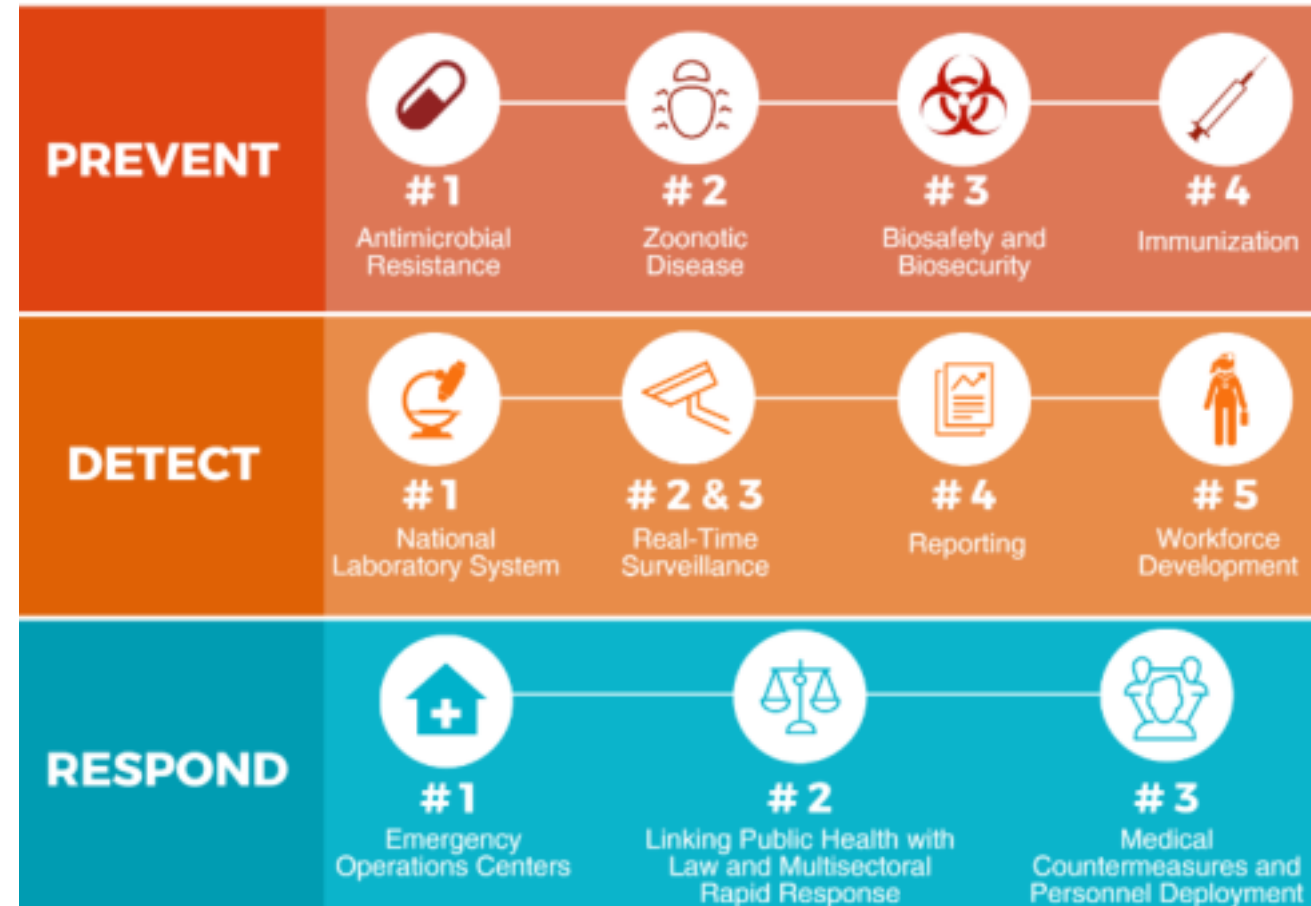 PREVENT
# 1
Antimicrobial
Resistance
# 2
Zoonotic
Disease
# 3
Biosafety and
Biosecurity
# 4
Immunization
DETECT
# 1
National
Laboratory System
# 2 & 3
Real-Time
Surveillance
# 4
Reporting
# 5
Workforce
Development
RESPOND
# 1
Emergency
Operations Centers
# 2
Linking Public Health with
Law and Multisectoral
Rapid Response
# 3
Medical
Countermeasures and
Personnel Deployment